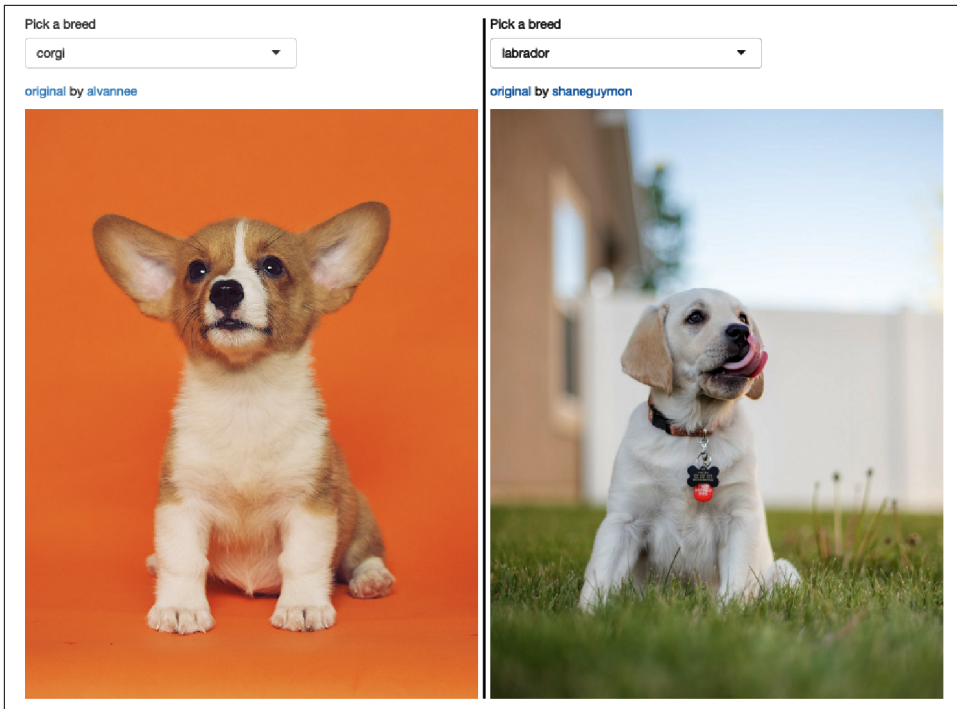 Pick a breed
corgi
original by alvannee
Pick a breed
labrador
original by shaneguymon